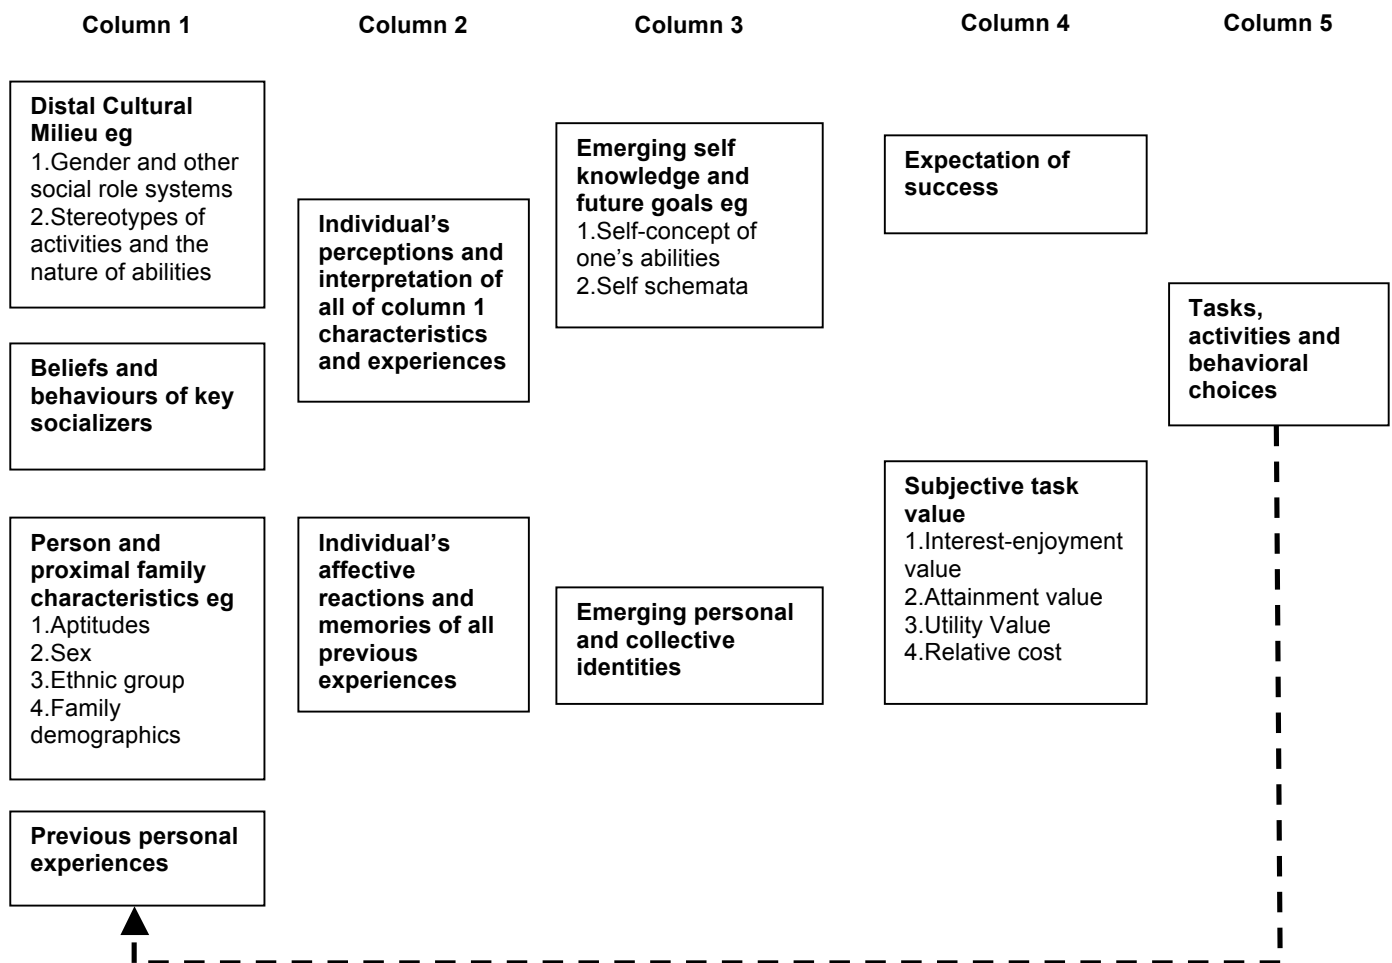 Column 1
Column 2
Column 3
Column 4
Column 5
Distal Cultural
Milieu eg
1.Gender and other
social role systems
2.Stereotypes of
activities and the
nature of abilities
Beliefs and
behaviours of key
socializers
Person and
proximal family
characteristics eg
1.Aptitudes
2.Sex
3.Ethnic group
4.Family
demographics
Previous personal
experiences
Individual’s
perceptions and
interpretation of
all of column 1
characteristics
and experiences
Individual’s
affective
reactions and
memories of all
previous
experiences
Emerging self
knowledge and
future goals eg
1.Self-concept of
one’s abilities
2.Self schemata
Emerging personal
and collective
identities
Expectation of
success
Subjective task
value
1.Interest-enjoyment
value
2.Attainment value
3.Utility Value
4.Relative cost
Tasks,
activities and
behavioral
choices